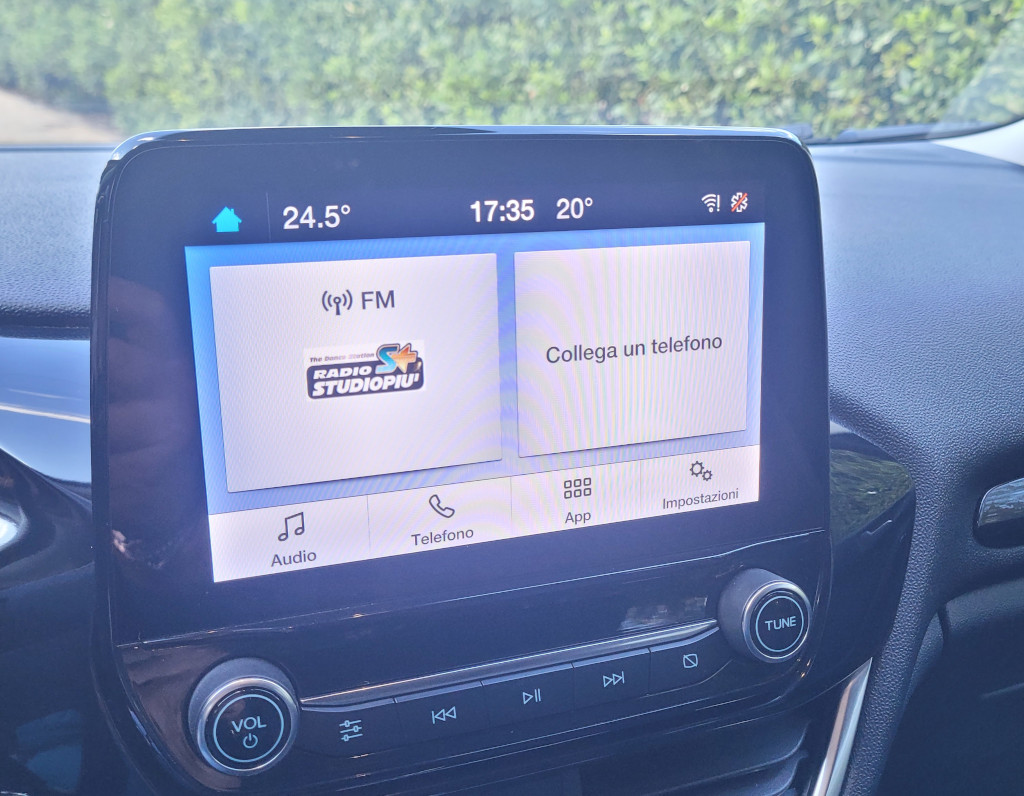 24.5° 17:35 20°
FM
The Dance Station
S+
RADIO
STUDIOPIU'
Collega un telefono
Audio
Telefono
App
Impostazioni
VOL
TUNE